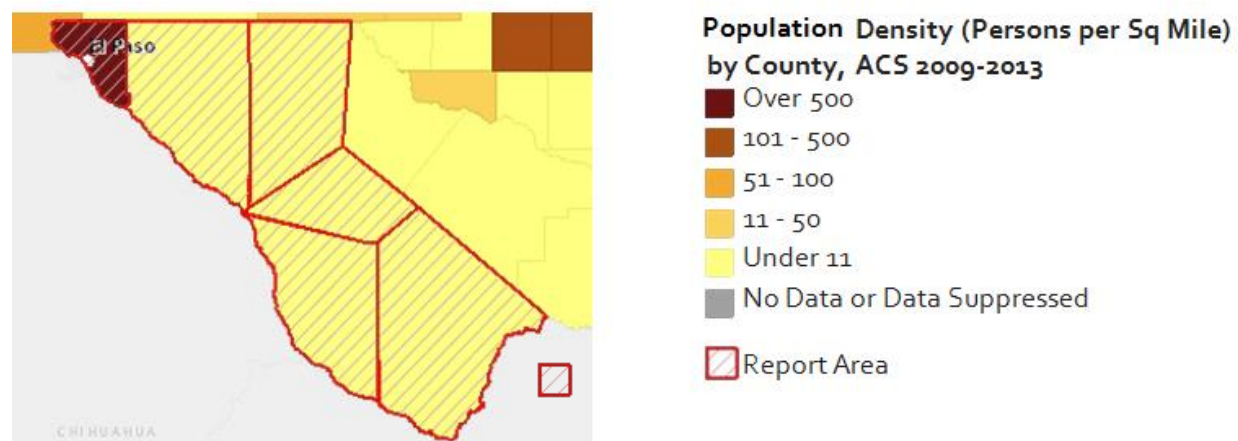 El Paso
CHIHUAHUA
Population Density (Persons per Sq Mile)
by County, ACS 2009-2013
Over 500
101 - 500
51 - 100
11 - 50
Under 11
No Data or Data Suppressed
Report Area